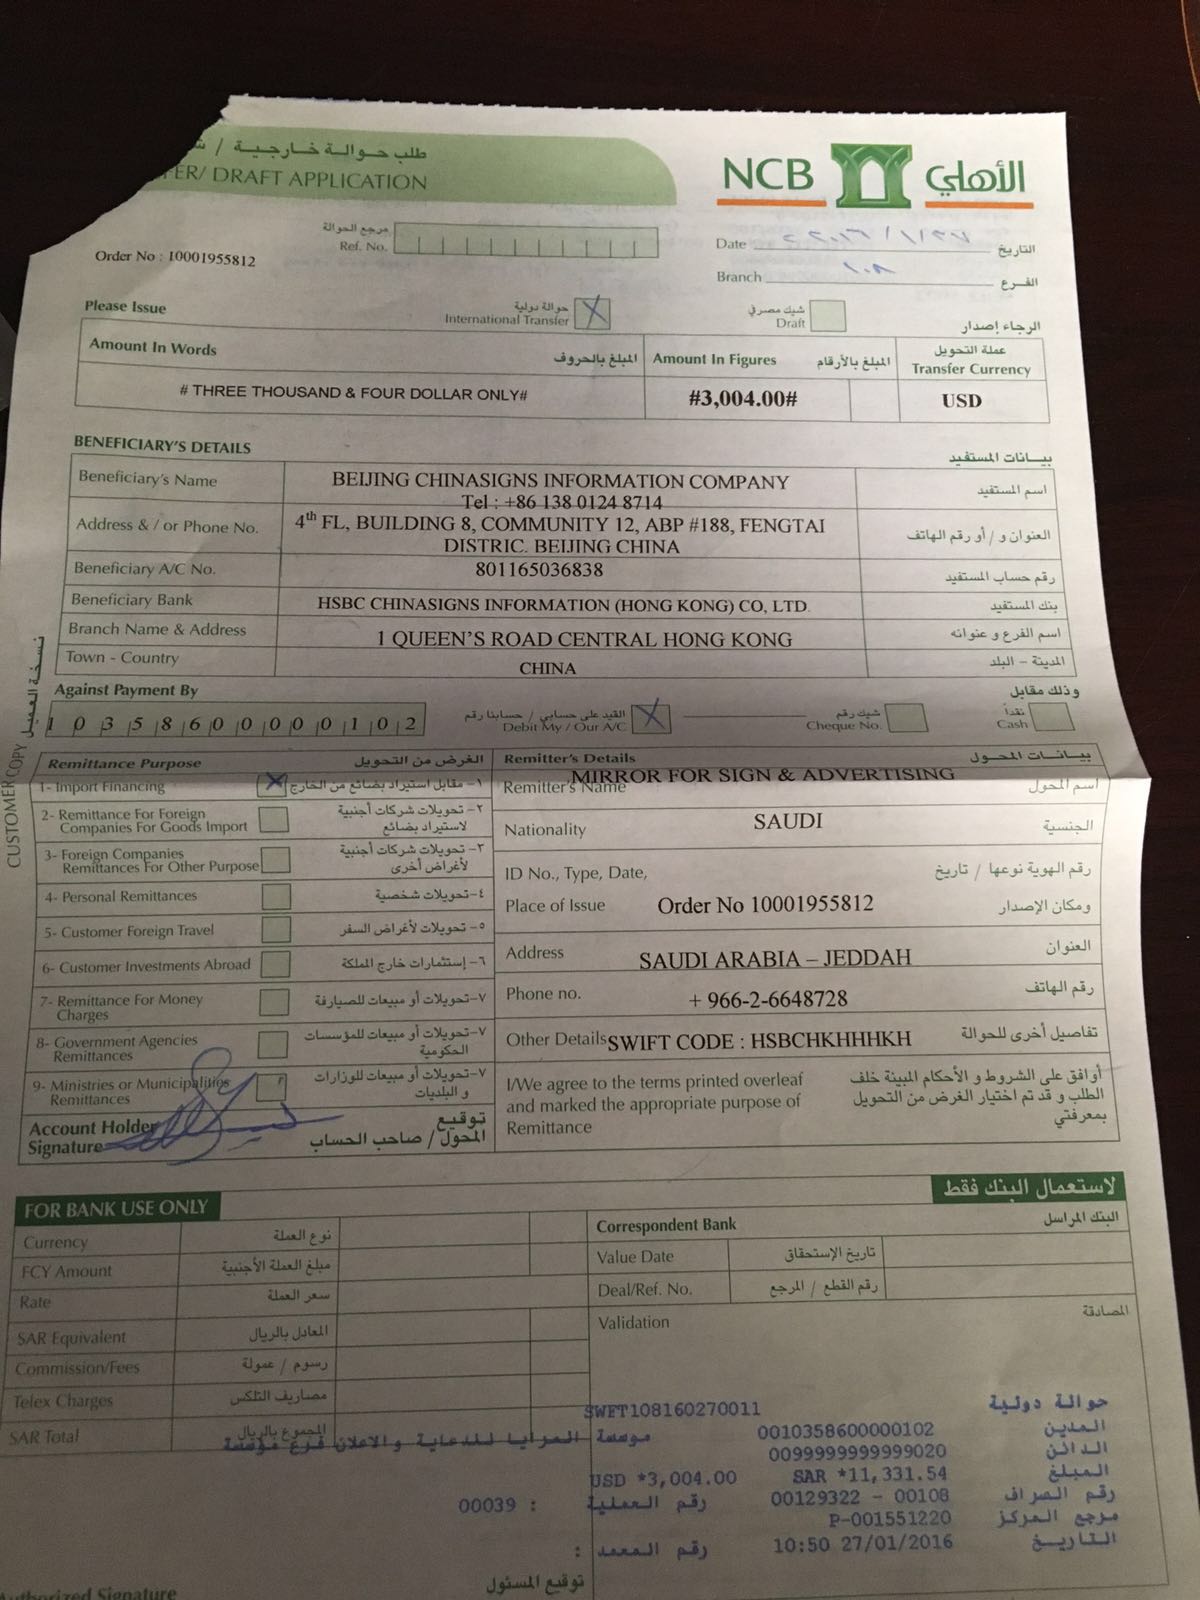 طلب حوالة خارجية /
ER/ DRAFT APPLICATION
NCB الأهلي
مرجع الحوالة
Ref. No.
Date ٢٠١٦/١/٢٧ التاريخ
Order No : 10001955812
Branch ١٠٨ الفرع
Please Issue
حوالة دولية
International Transfer
شيك مصرفي
Draft
الرجاء إصدار
Amount In Words المبلغ بالحروف
Amount In Figures المبلغ بالأرقام
عملة التحويل
Transfer Currency
# THREE THOUSAND & FOUR DOLLAR ONLY#
#3,004.00#
USD
BENEFICIARY'S DETAILS بيانات المستفيد
Beneficiary's Name BEIJING CHINASIGNS INFORMATION COMPANY اسم المستفيد
Tel : +86 138 0124 8714
Address & / or Phone No. 4th FL, BUILDING 8, COMMUNITY 12, ABP #188, FENGTAI العنوان و / أو رقم الهاتف
DISTRIC. BEIJING CHINA
Beneficiary A/C No. 801165036838 رقم حساب المستفيد
Beneficiary Bank HSBC CHINASIGNS INFORMATION (HONG KONG) CO, LTD. بنك المستفيد
Branch Name & Address 1 QUEEN'S ROAD CENTRAL HONG KONG اسم الفرع و عنوانه
Town - Country CHINA المدينة – البلد
Against Payment By وذلك مقابل
10358600000102
القيد على حسابي / حسابنا رقم
Debit My / Our A/C
شيك رقم
Cheque No.
نقداً
Cash
CUSTOMER COPY نسخة العميل
Remittance Purpose الغرض من التحويل
1- Import Financing ١- مقابل استيراد بضائع من الخارج
2- Remittance For Foreign Companies For Goods Import
٢- تحويلات شركات أجنبية لاستيراد بضائع
3- Foreign Companies Remittances For Other Purpose
٣- تحويلات شركات أجنبية لأغراض أخرى
4- Personal Remittances ٤- تحويلات شخصية
5- Customer Foreign Travel ٥- تحويلات لأغراض السفر
6- Customer Investments Abroad ٦- إستثمارات خارج المملكة
7- Remittance For Money Charges
٧- تحويلات أو مبيعات للصيارفة
8- Government Agencies Remittances
٧- تحويلات أو مبيعات للمؤسسات الحكومية
9- Ministries or Municipalities Remittances
٧- تحويلات أو مبيعات للوزارات و البلديات
Account Holder Signature
توقيع المحول / صاحب الحساب
Remitter's Details بيانات المحول
Remitter's Name MIRROR FOR SIGN & ADVERTISING اسم المحول
Nationality SAUDI الجنسية
ID No., Type, Date, رقم الهوية نوعها / تاريخ
Place of Issue Order No 10001955812 ومكان الإصدار
Address SAUDI ARABIA – JEDDAH العنوان
Phone no. + 966-2-6648728 رقم الهاتف
Other Details SWIFT CODE : HSBCHKHHHKH تفاصيل أخرى للحوالة
I/We agree to the terms printed overleaf and marked the appropriate purpose of Remittance
أوافق على الشروط و الأحكام المبينة خلف الطلب و قد تم اختيار الغرض من التحويل بمعرفتي
FOR BANK USE ONLY لاستعمال البنك فقط
Currency نوع العملة
FCY Amount مبلغ العملة الأجنبية
Rate سعر العملة
SAR Equivalent المعادل بالريال
Commission/Fees رسوم / عمولة
Telex Charges مصاريف التلكس
SAR Total المجموع بالريال
Correspondent Bank البنك المراسل
Value Date تاريخ الإستحقاق
Deal/Ref. No. رقم القطع / المرجع
Validation المصادقة
SWFT108160270011 حوالة دولية
المدين 0010358600000102 موسسة المرايا للدعاية والاعلان فرع مؤسسة
الدائن 0099999999999020
المبلغ SAR *11,331.54 USD *3,004.00
رقم الصراف 00129322 - 00108 رقم العملية : 00039
مرجع المركز P-001551220
التاريخ 10:50 27/01/2016 رقم المعمد :
توقيع المسئول
Authorized Signature